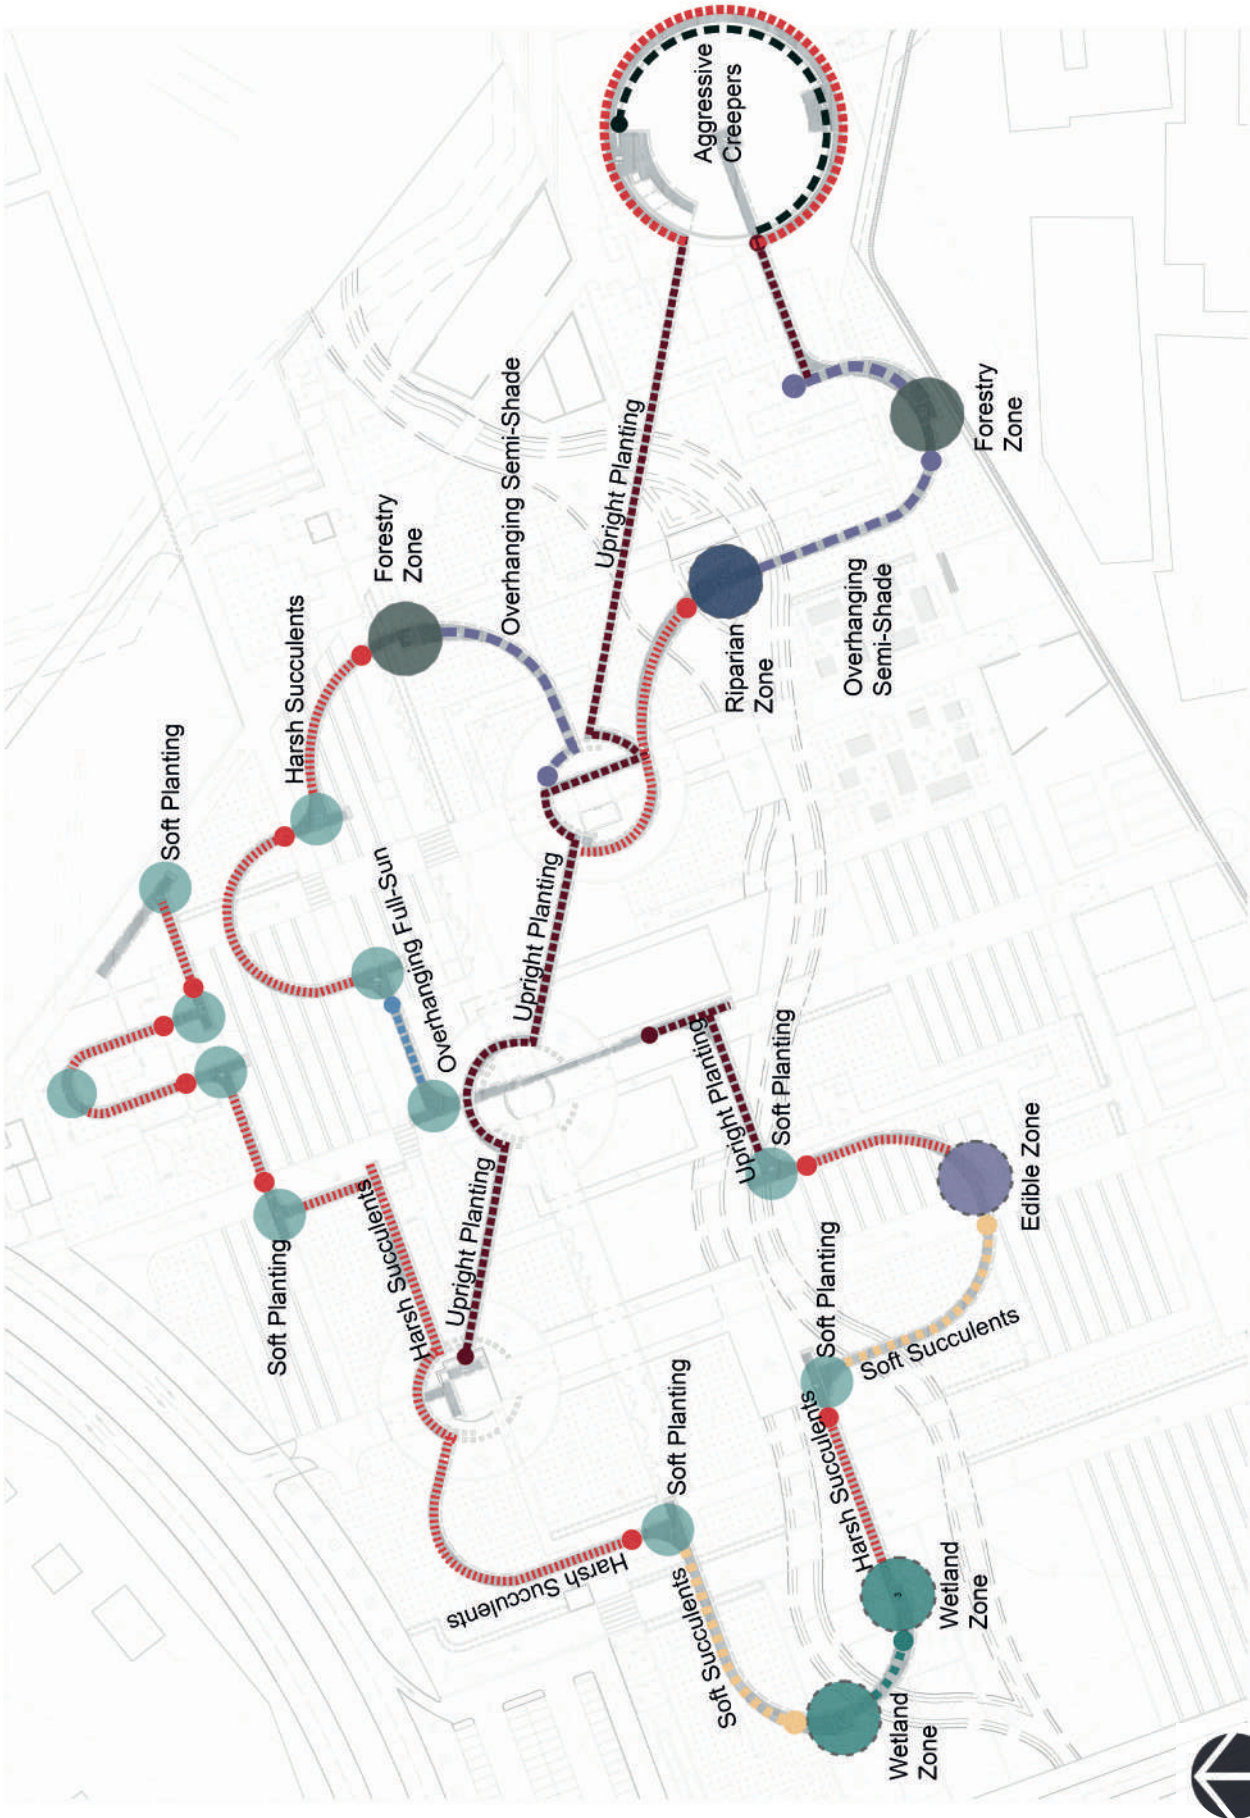 Aggressive
Creepers
Overhanging Semi-Shade
Upright Planting
Forestry
Zone
Forestry
Zone
Harsh Succulents
Riparian
Zone
Overhanging
Semi-Shade
Soft Planting
Overhanging Full-Sun
Upright Planting
Upright Planting
Soft Planting
Upright Planting
Edible Zone
Soft Planting
Harsh Succulents
Soft Planting
Soft Succulents
Soft Planting
Harsh Succulents
Harsh Succulents
Soft Succulents
Wetland
Zone
3
Wetland
Zone